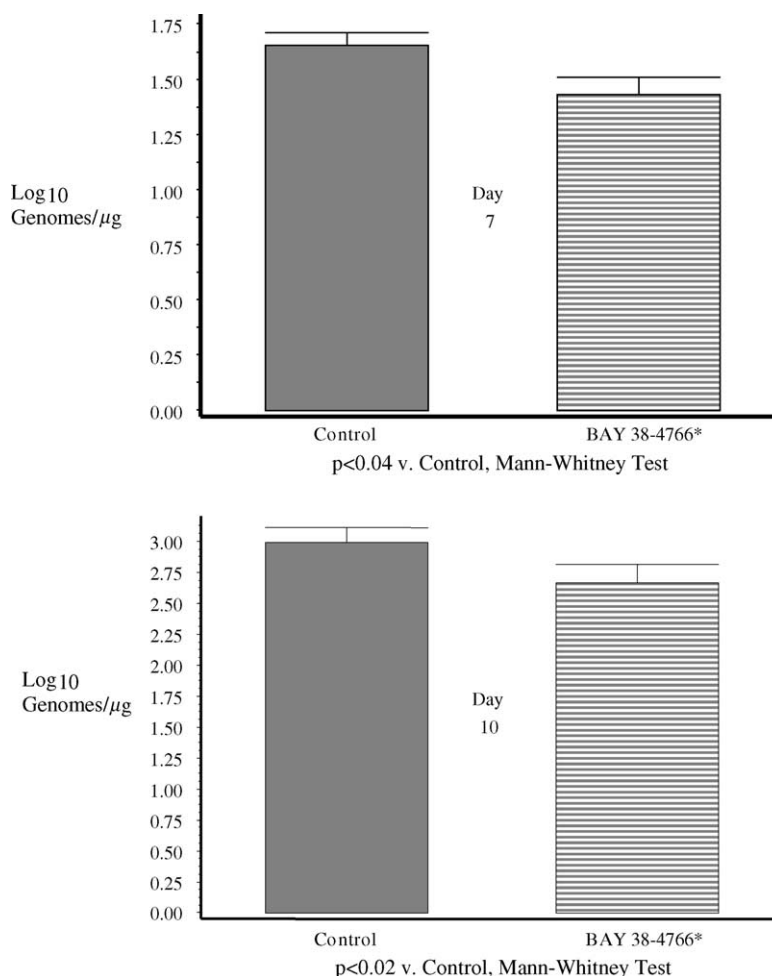 1.75
1.50
1.25
1.00
0.75
0.50
0.25
0.00
Log10
Genomes/µg
Day
7
Control
BAY 38-4766*
p<0.04 v. Control, Mann-Whitney Test
3.00
2.75
2.50
2.25
2.00
1.75
1.50
1.25
1.00
0.75
0.50
0.25
0.00
Log10
Genomes/µg
Day
10
Control
BAY 38-4766*
p<0.02 v. Control, Mann-Whitney Test